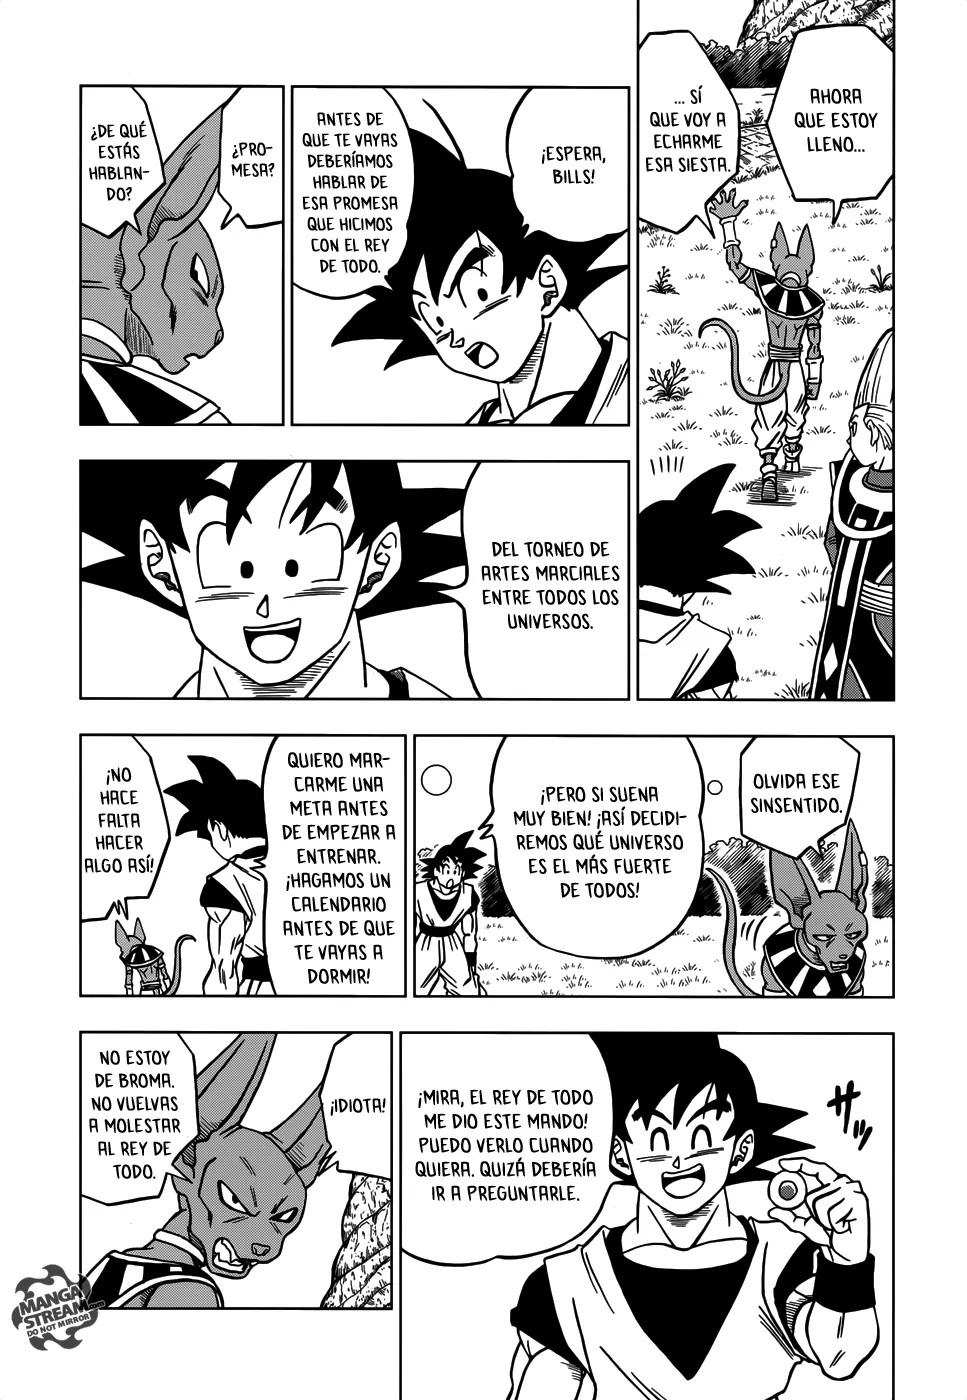 AHORA
QUE ESTOY
LLENO...
... SÍ
QUE VOY A
ECHARME
ESA SIESTA.
¡ESPERA,
BILLS!
ANTES DE
QUE TE VAYAS
DEBERÍAMOS
HABLAR DE
ESA PROMESA
QUE HICIMOS
CON EL REY
DE TODO.
¿PRO-
MESA?
¿DE QUÉ
ESTÁS
HABLAN-
DO?
DEL TORNEO DE
ARTES MARCIALES
ENTRE TODOS LOS
UNIVERSOS.
OLVIDA ESE
SINSENTIDO.
¡PERO SI SUENA
MUY BIEN! ¡ASÍ DECIDI-
REMOS QUÉ UNIVERSO
ES EL MÁS FUERTE
DE TODOS!
QUIERO MAR-
CARME UNA
META ANTES
DE EMPEZAR A
ENTRENAR.
¡HAGAMOS UN
CALENDARIO
ANTES DE QUE
TE VAYAS A
DORMIR!
¡NO
HACE
FALTA
HACER
ALGO ASÍ!
¡MIRA, EL REY DE TODO
ME DIO ESTE MANDO!
PUEDO VERLO CUANDO
QUIERA. QUIZÁ DEBERÍA
IR A PREGUNTARLE.
サッ
¡IDIOTA!
NO ESTOY
DE BROMA.
NO VUELVAS
A MOLESTAR
AL REY DE
TODO.
MANGA
STREAM.com
DO NOT MIRROR